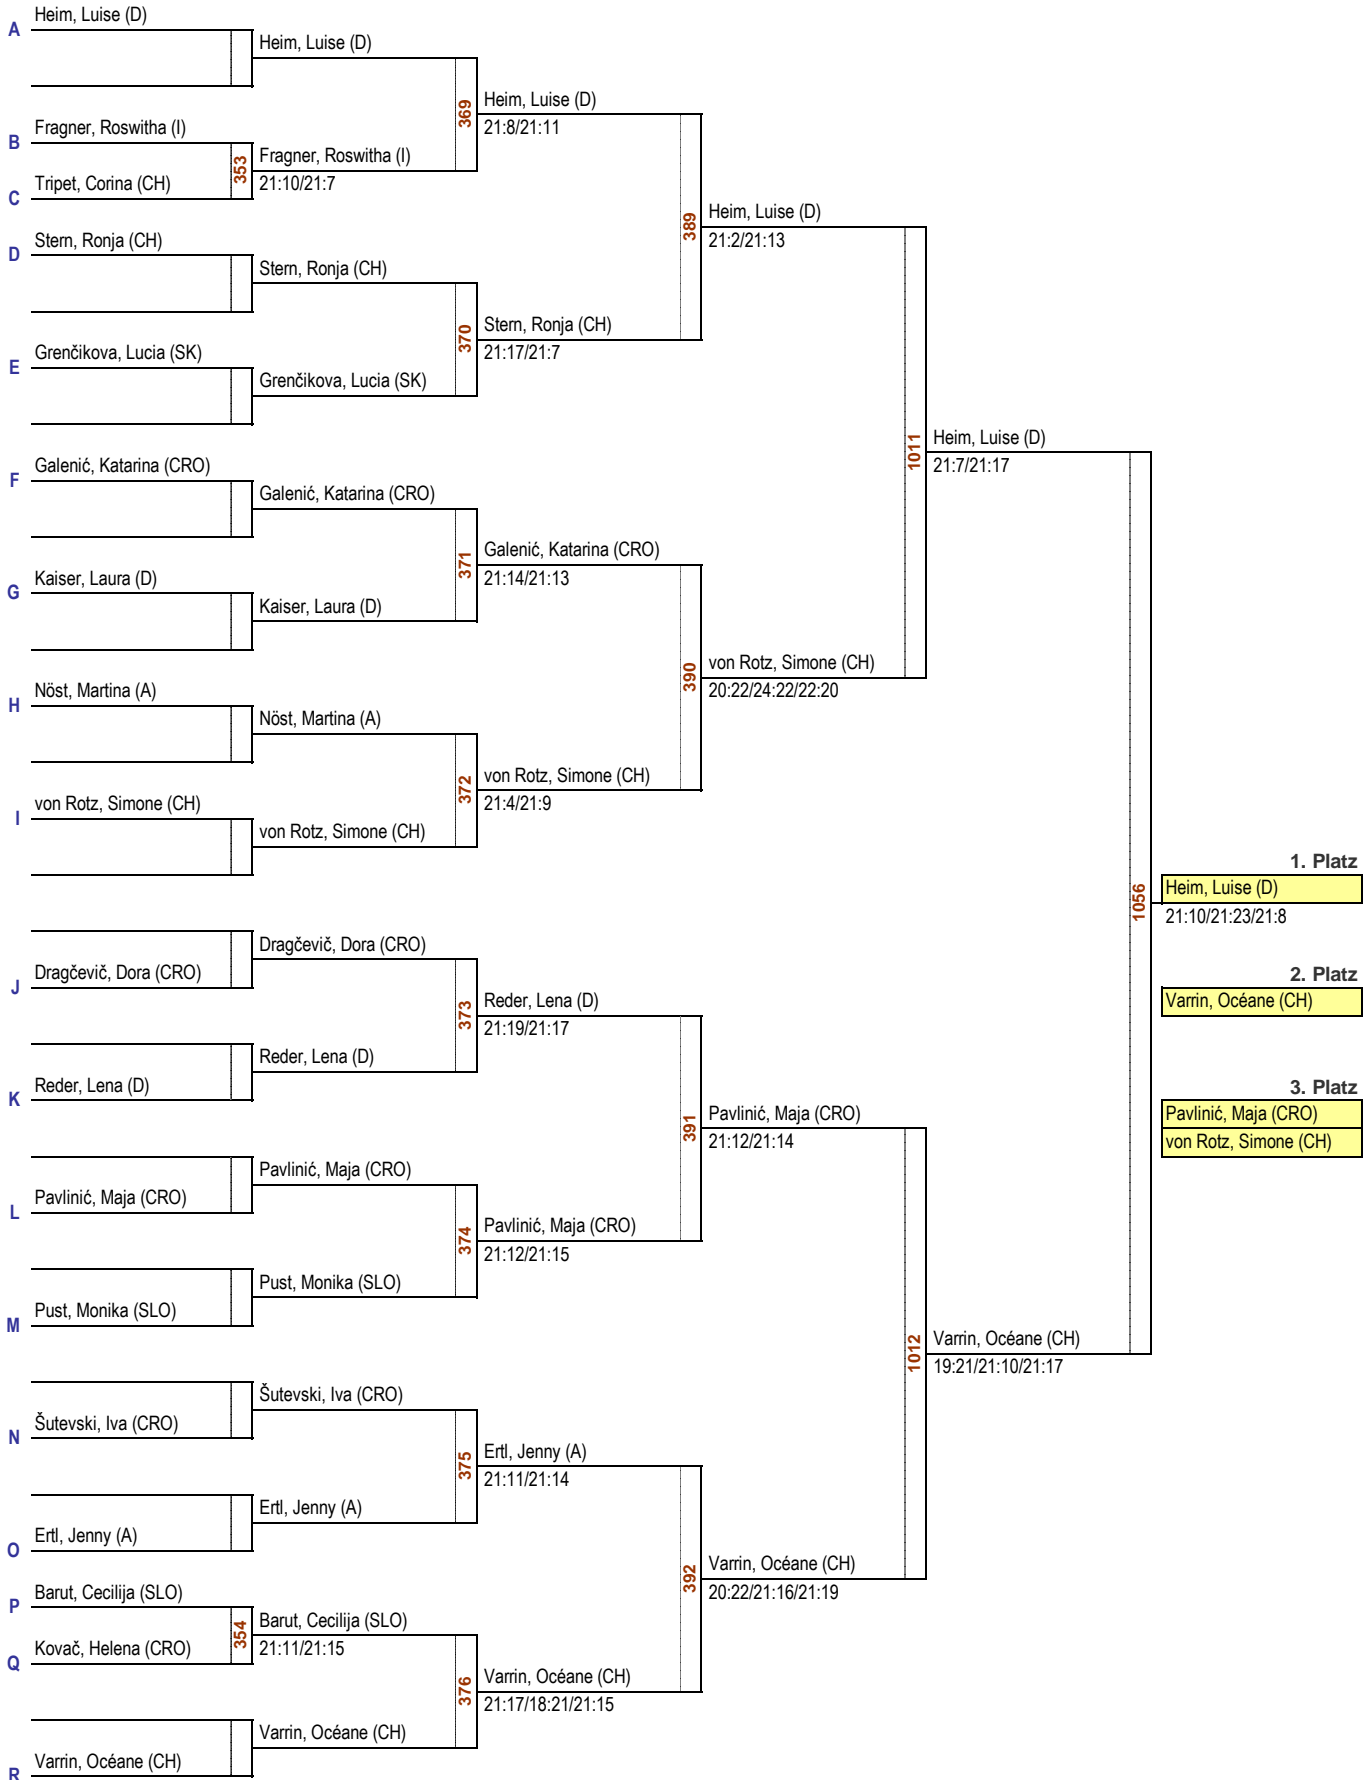 Heim, Luise (D)
A
Heim, Luise (D)
369
Heim, Luise (D)
21:8/21:11
Fragner, Roswitha (I)
B
353
Fragner, Roswitha (I)
21:10/21:7
Tripet, Corina (CH)
C
389
Heim, Luise (D)
21:2/21:13
Stern, Ronja (CH)
D
Stern, Ronja (CH)
370
Stern, Ronja (CH)
21:17/21:7
Grenčikova, Lucia (SK)
E
Grenčikova, Lucia (SK)
1011
Heim, Luise (D)
21:7/21:17
Galenić, Katarina (CRO)
F
Galenić, Katarina (CRO)
371
Galenić, Katarina (CRO)
21:14/21:13
Kaiser, Laura (D)
G
Kaiser, Laura (D)
390
von Rotz, Simone (CH)
20:22/24:22/22:20
Nöst, Martina (A)
H
Nöst, Martina (A)
372
von Rotz, Simone (CH)
21:4/21:9
von Rotz, Simone (CH)
I
von Rotz, Simone (CH)
1056
1. Platz
Heim, Luise (D)
21:10/21:23/21:8
2. Platz
Varrin, Océane (CH)
3. Platz
Pavlinić, Maja (CRO)
von Rotz, Simone (CH)
Dragčevič, Dora (CRO)
Dragčevič, Dora (CRO)
J
373
Reder, Lena (D)
21:19/21:17
Reder, Lena (D)
Reder, Lena (D)
K
391
Pavlinić, Maja (CRO)
21:12/21:14
Pavlinić, Maja (CRO)
Pavlinić, Maja (CRO)
L
374
Pavlinić, Maja (CRO)
21:12/21:15
Pust, Monika (SLO)
Pust, Monika (SLO)
M
1012
Varrin, Océane (CH)
19:21/21:10/21:17
Šutevski, Iva (CRO)
Šutevski, Iva (CRO)
N
375
Ertl, Jenny (A)
21:11/21:14
Ertl, Jenny (A)
Ertl, Jenny (A)
O
392
Varrin, Océane (CH)
20:22/21:16/21:19
Barut, Cecilija (SLO)
P
354
Barut, Cecilija (SLO)
21:11/21:15
Kovač, Helena (CRO)
Q
376
Varrin, Océane (CH)
21:17/18:21/21:15
Varrin, Océane (CH)
Varrin, Océane (CH)
R